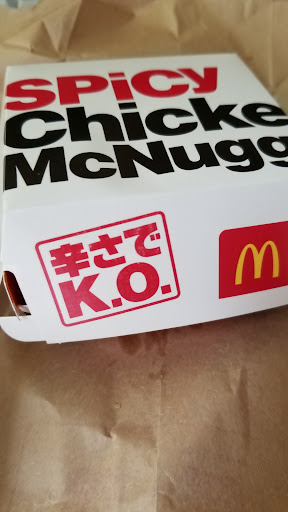 SPiCy
Chicke
McNugg
辛さで
K.O.